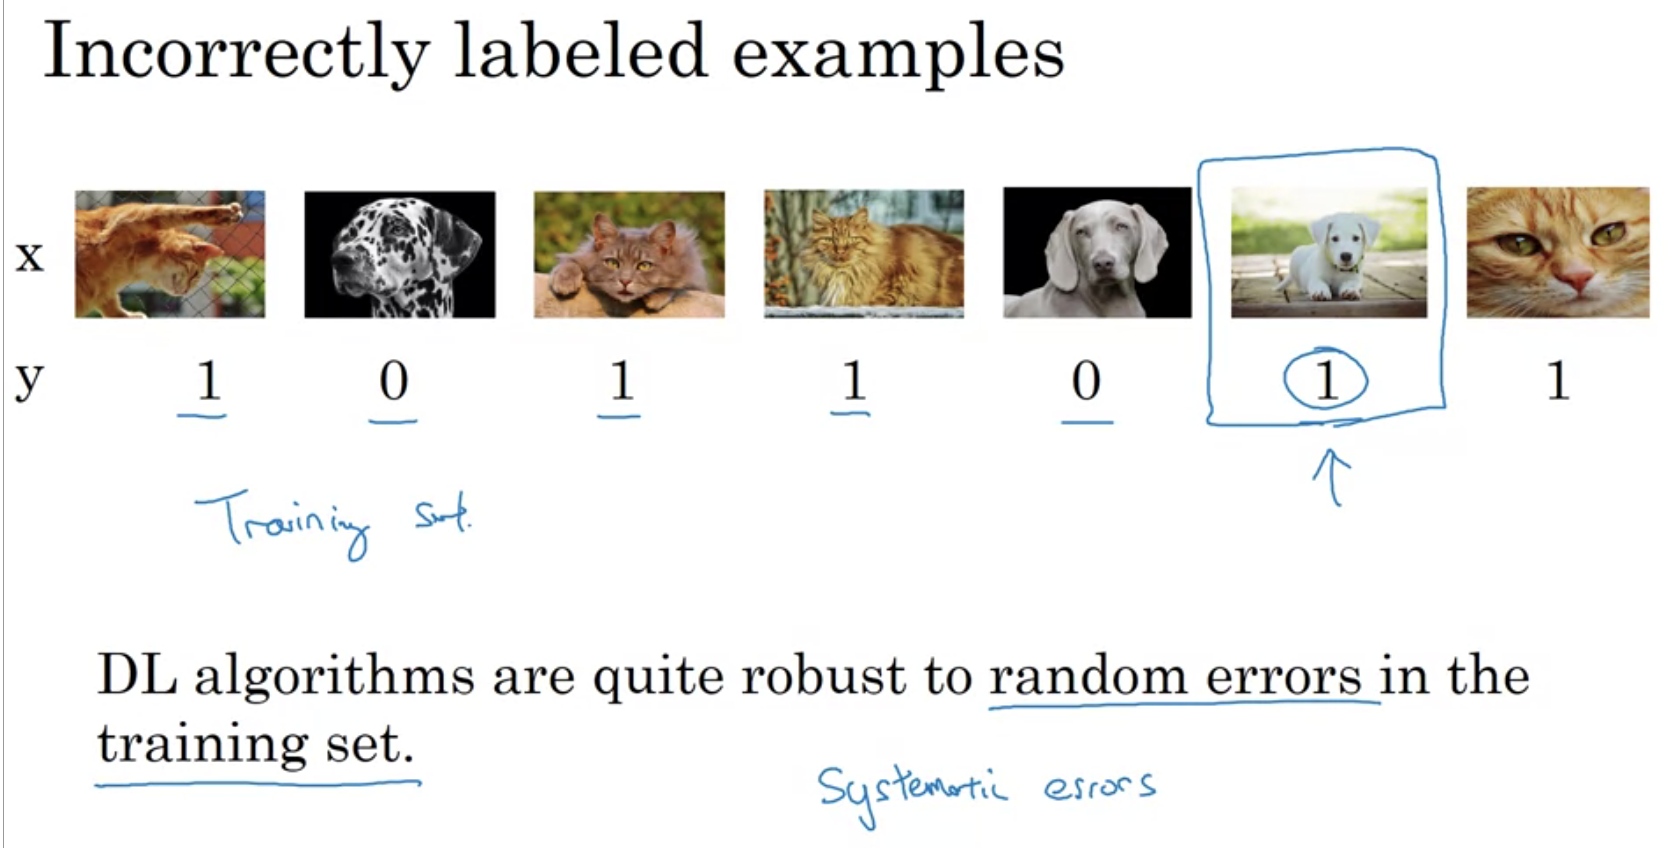 Incorrectly labeled examples
x
y 1 0 1 1 0 1 1
Training set.
DL algorithms are quite robust to random errors in the
training set.
Systematic errors